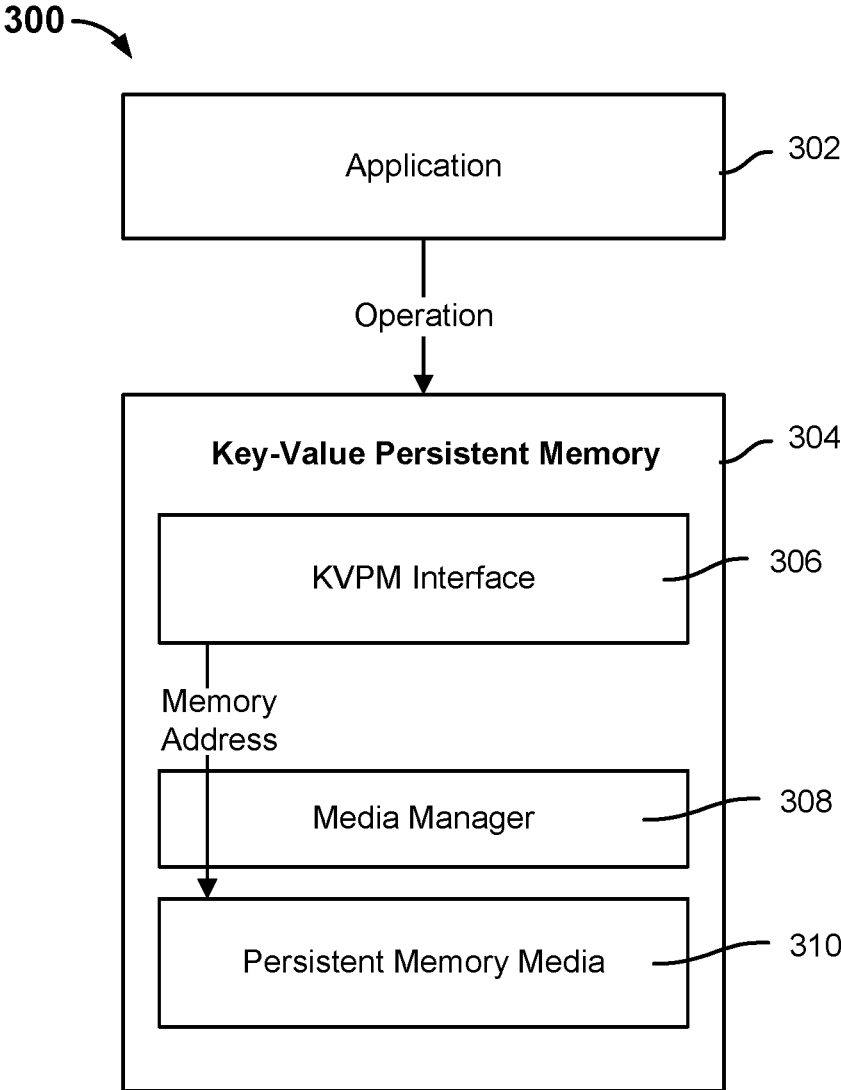 300
Application
302
Operation
Key-Value Persistent Memory
304
KVPM Interface
306
Memory
Address
Media Manager
308
Persistent Memory Media
310